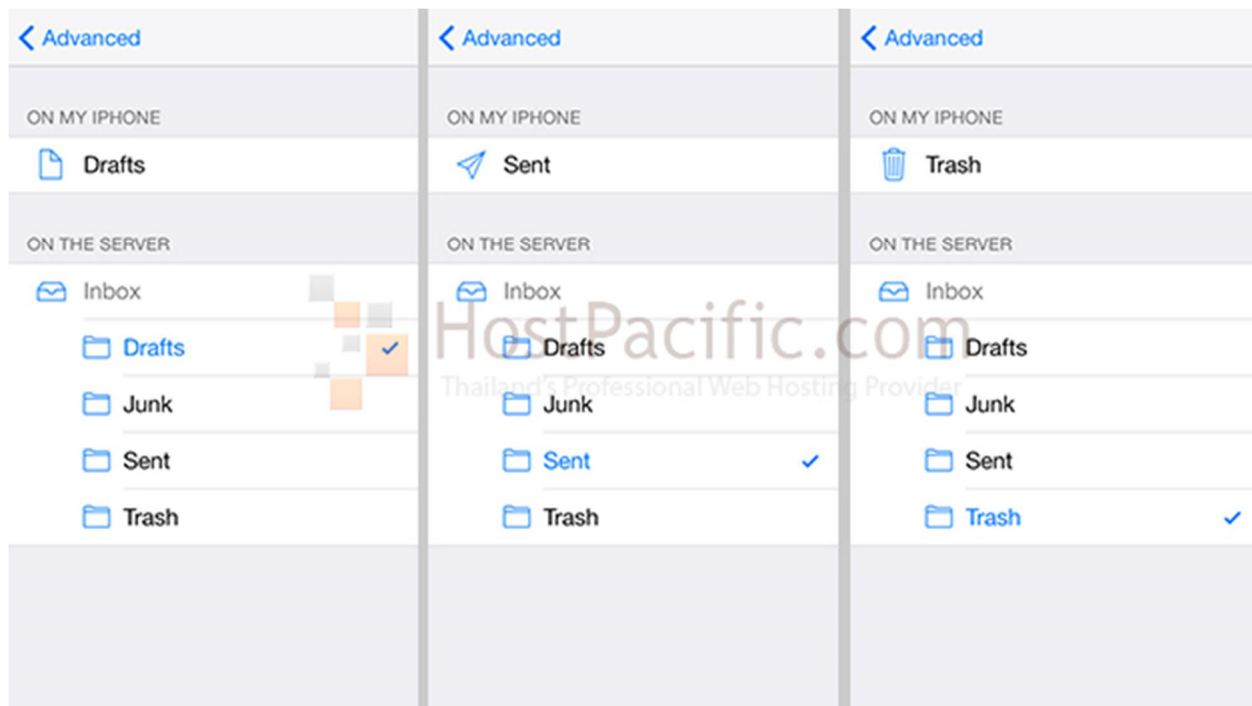 Advanced
ON MY IPHONE
Drafts
ON THE SERVER
Inbox
Drafts
Junk
Sent
Trash
Advanced
ON MY IPHONE
Sent
ON THE SERVER
Inbox
Drafts
Junk
Sent
Trash
Advanced
ON MY IPHONE
Trash
ON THE SERVER
Inbox
Drafts
Junk
Sent
Trash
HostPacific.com
Thailand's Professional Web Hosting Provider